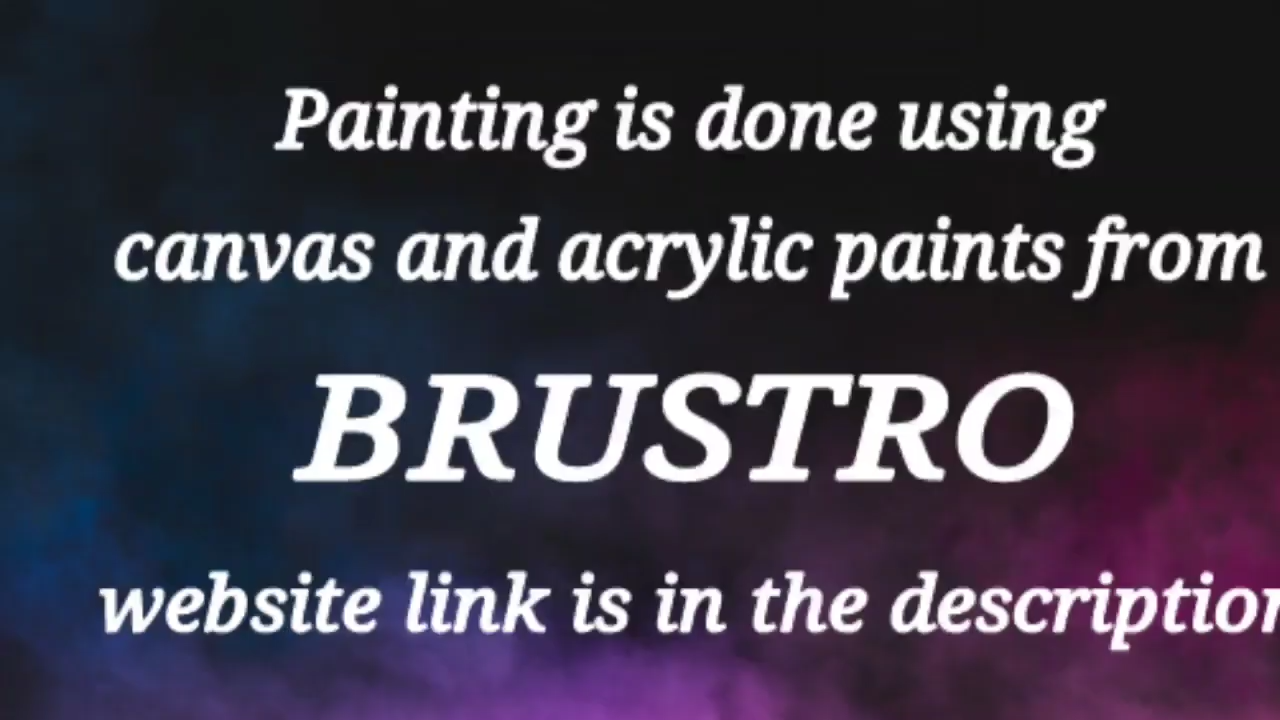 Painting is done using
canvas and acrylic paints from
BRUSTRO
website link is in the description